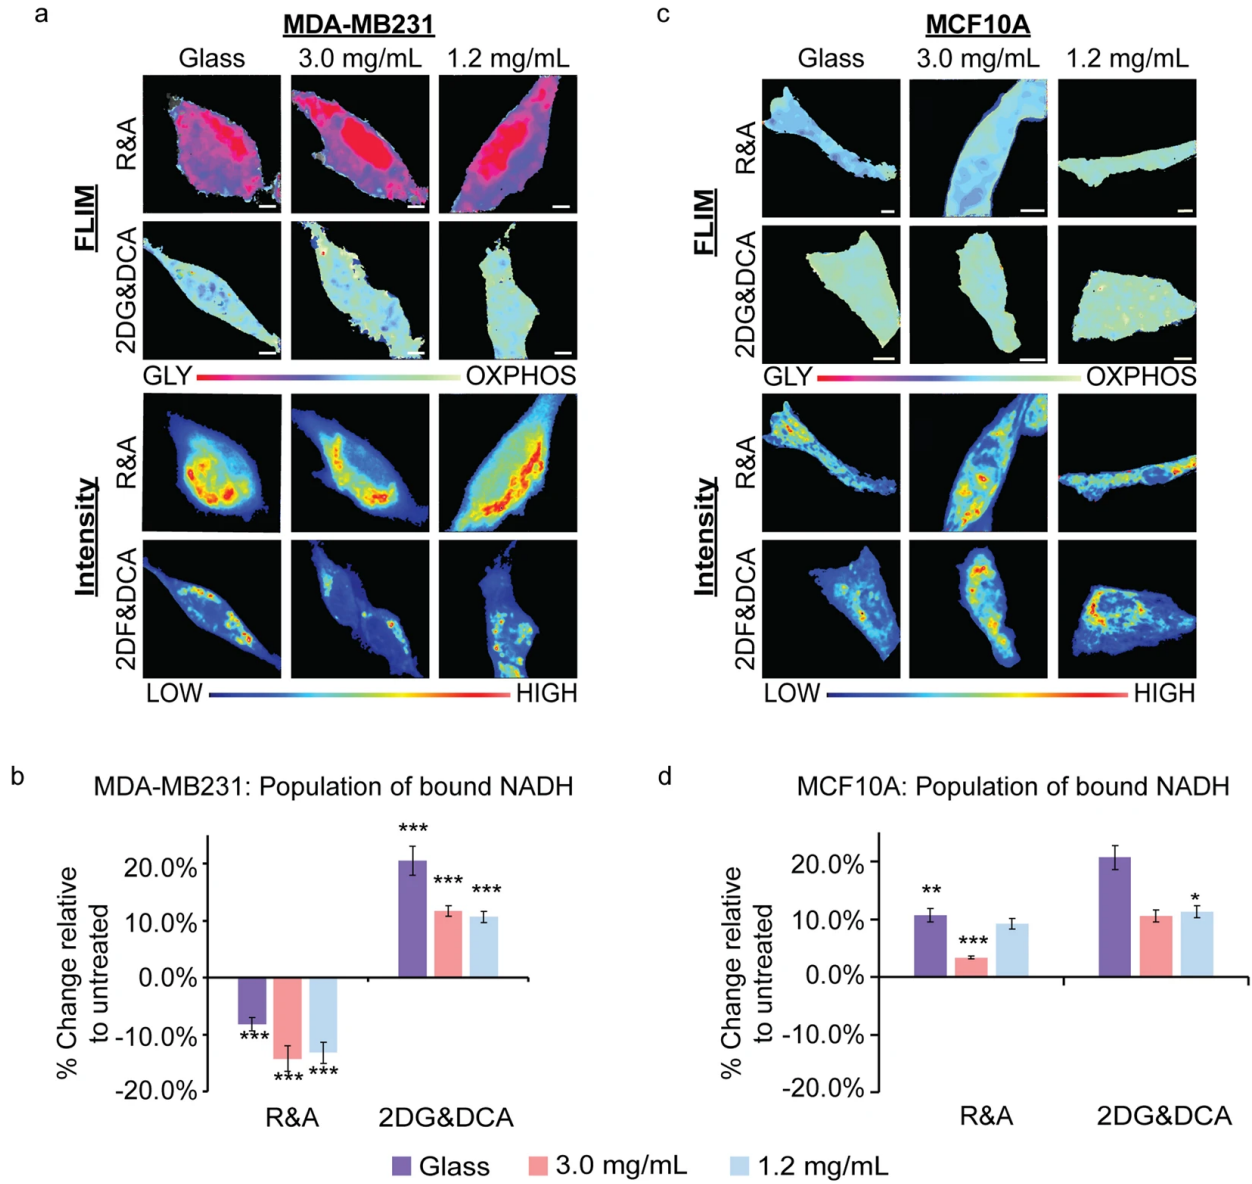 a
MDA-MB231
Glass 3.0 mg/mL 1.2 mg/mL
FLIM
R&A
2DG&DCA
GLY OXPHOS
Intensity
R&A
2DF&DCA
LOW HIGH
c
MCF10A
Glass 3.0 mg/mL 1.2 mg/mL
FLIM
R&A
2DG&DCA
GLY OXPHOS
Intensity
R&A
2DF&DCA
LOW HIGH
b
MDA-MB231: Population of bound NADH
% Change relative
to untreated
20.0%
10.0%
0.0%
-10.0%
-20.0%
*** *** ***
*** *** ***
R&A 2DG&DCA
d
MCF10A: Population of bound NADH
% Change relative
to untreated
20.0%
10.0%
0.0%
-10.0%
-20.0%
** *** *
R&A 2DG&DCA
Glass 3.0 mg/mL 1.2 mg/mL